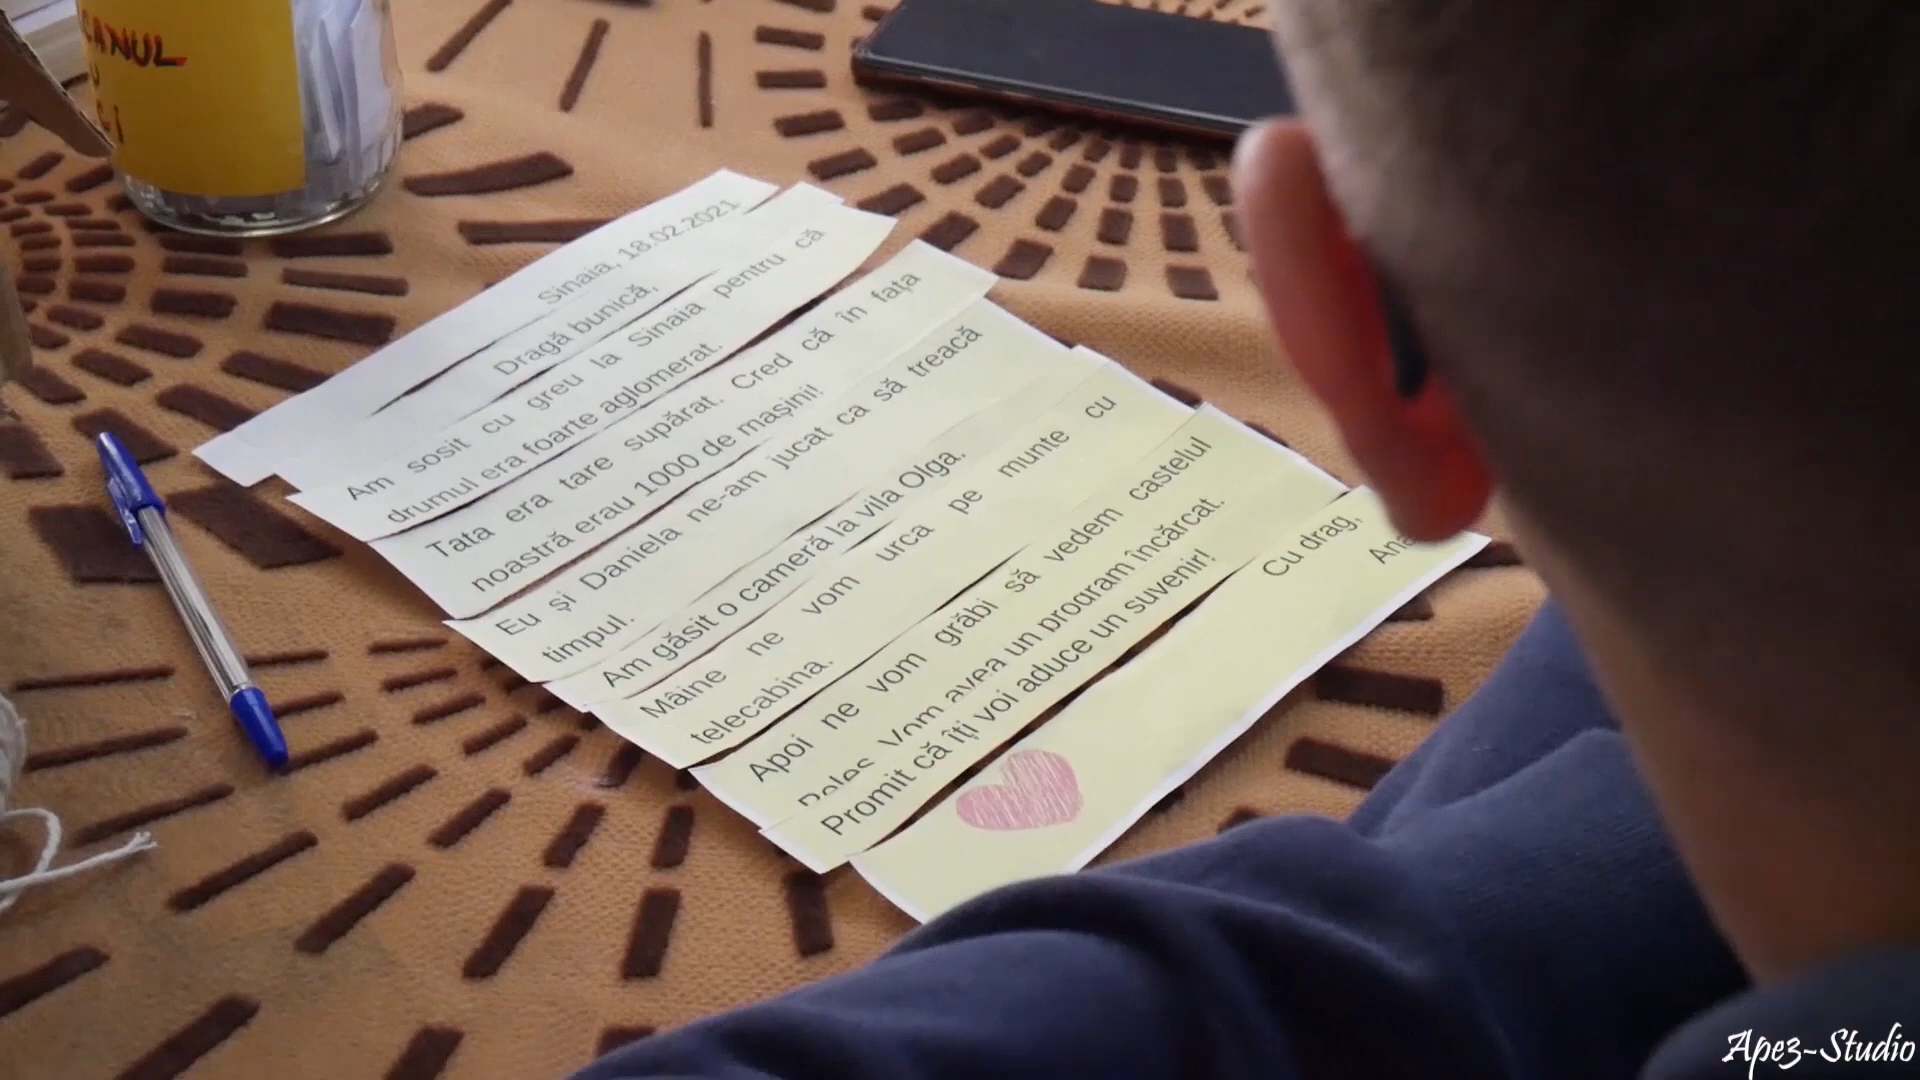 CANUL
Sinaia, 18.02.2021
Dragă bunică,
Am sosit cu greu la Sinaia pentru că
drumul era foarte aglomerat.
Tata era tare supărat. Cred că în fața
noastră erau 1000 de mașini!
Eu și Daniela ne-am jucat ca să treacă
timpul.
Am găsit o cameră la vila Olga.
Mâine ne vom urca pe munte cu
telecabina.
Apoi ne vom grăbi să vedem castelul
Peleș. Vom avea un program încărcat.
Promit că îți voi aduce un suvenir!
Cu drag,
Ana
Ape3-Studio